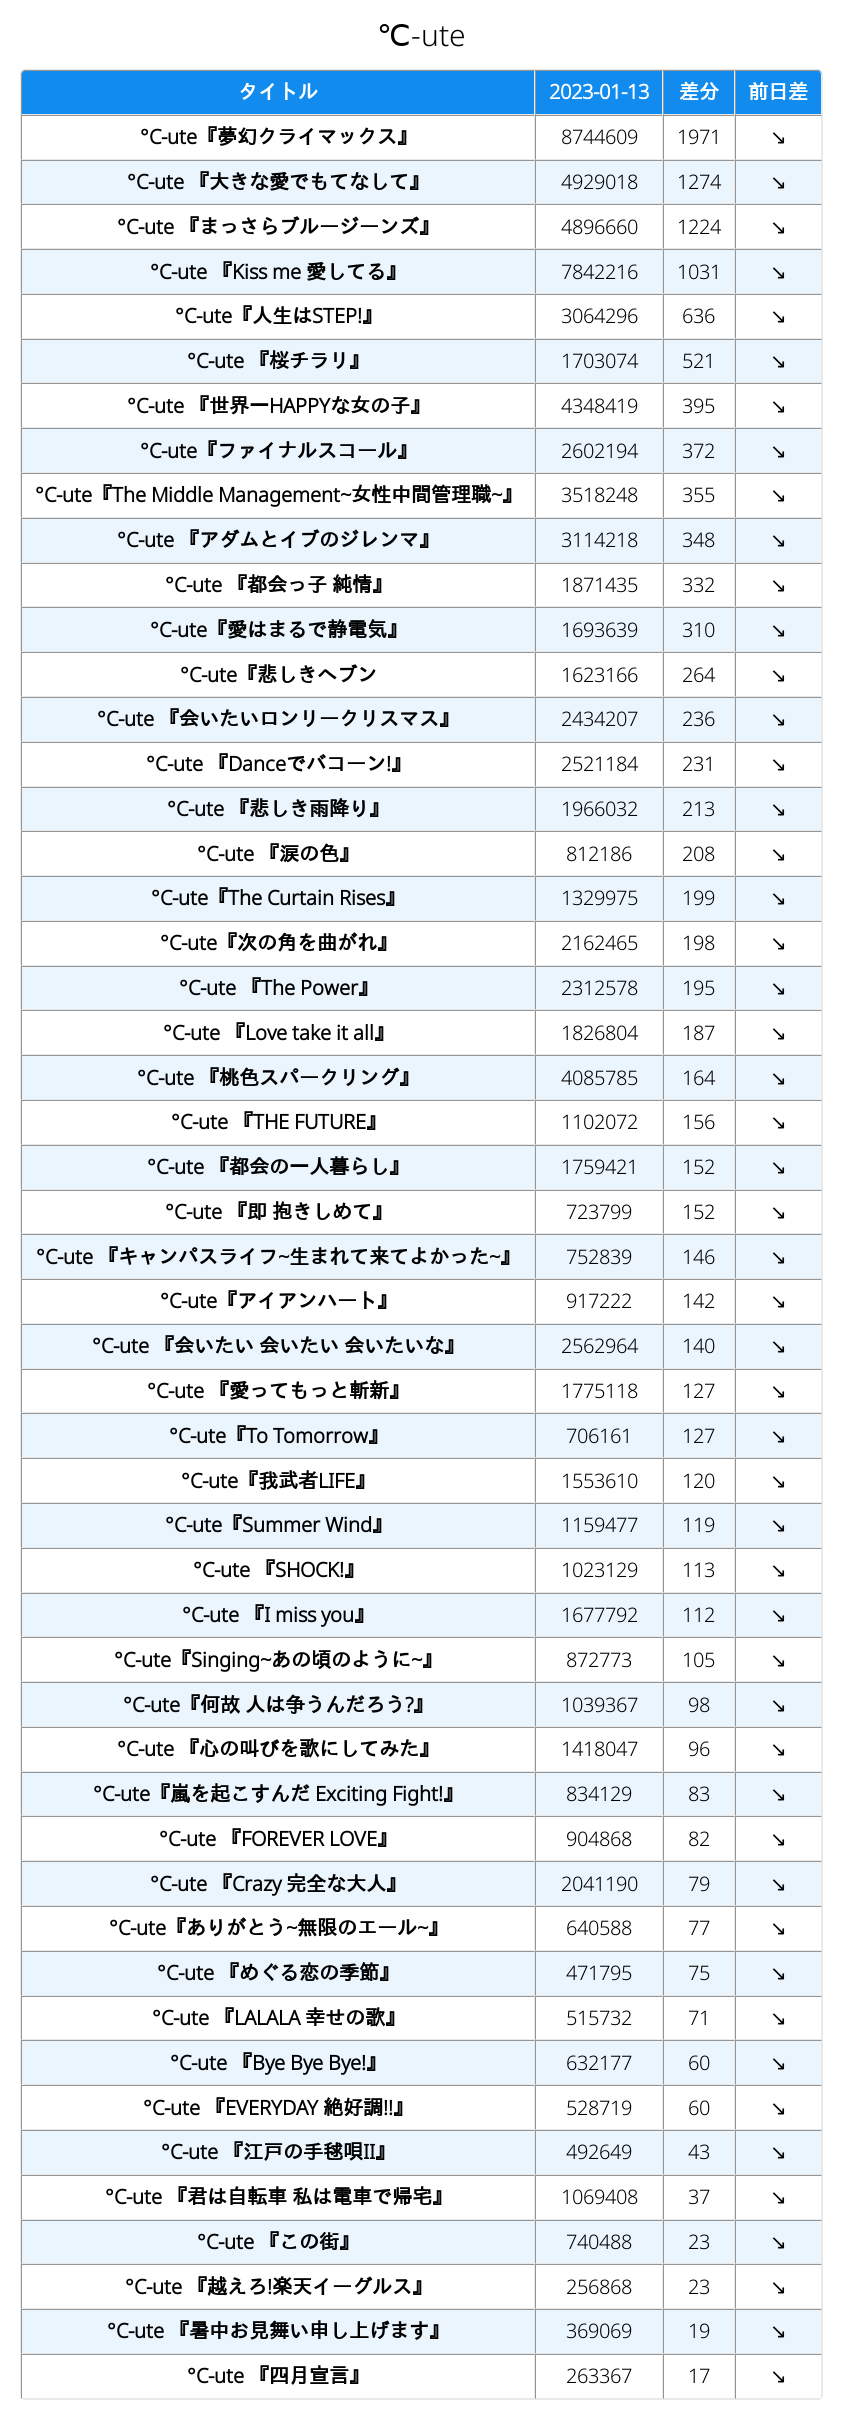 ℃-ute
タイトル 2023-01-13 差分 前日差
°C-ute『夢幻クライマックス』 8744609 1971 ↘
°C-ute 『大きな愛でもてなして』 4929018 1274 ↘
°C-ute 『まっさらブルージーンズ』 4896660 1224 ↘
°C-ute 『Kiss me 愛してる』 7842216 1031 ↘
°C-ute『人生はSTEP!』 3064296 636 ↘
°C-ute 『桜チラリ』 1703074 521 ↘
°C-ute 『世界一HAPPYな女の子』 4348419 395 ↘
°C-ute『ファイナルスコール』 2602194 372 ↘
°C-ute『The Middle Management~女性中間管理職~』 3518248 355 ↘
°C-ute 『アダムとイブのジレンマ』 3114218 348 ↘
°C-ute 『都会っ子 純情』 1871435 332 ↘
°C-ute『愛はまるで静電気』 1693639 310 ↘
°C-ute『悲しきヘブン 1623166 264 ↘
°C-ute 『会いたいロンリークリスマス』 2434207 236 ↘
°C-ute 『Danceでバコーン!』 2521184 231 ↘
°C-ute 『悲しき雨降り』 1966032 213 ↘
°C-ute 『涙の色』 812186 208 ↘
°C-ute『The Curtain Rises』 1329975 199 ↘
°C-ute『次の角を曲がれ』 2162465 198 ↘
°C-ute 『The Power』 2312578 195 ↘
°C-ute 『Love take it all』 1826804 187 ↘
°C-ute 『桃色スパークリング』 4085785 164 ↘
°C-ute 『THE FUTURE』 1102072 156 ↘
°C-ute 『都会の一人暮らし』 1759421 152 ↘
°C-ute 『即 抱きしめて』 723799 152 ↘
°C-ute 『キャンパスライフ~生まれて来てよかった~』 752839 146 ↘
°C-ute『アイアンハート』 917222 142 ↘
°C-ute 『会いたい 会いたい 会いたいな』 2562964 140 ↘
°C-ute 『愛ってもっと斬新』 1775118 127 ↘
°C-ute『To Tomorrow』 706161 127 ↘
°C-ute『我武者LIFE』 1553610 120 ↘
°C-ute『Summer Wind』 1159477 119 ↘
°C-ute 『SHOCK!』 1023129 113 ↘
°C-ute 『I miss you』 1677792 112 ↘
°C-ute『Singing~あの頃のように~』 872773 105 ↘
°C-ute『何故 人は争うんだろう?』 1039367 98 ↘
°C-ute 『心の叫びを歌にしてみた』 1418047 96 ↘
°C-ute『嵐を起こすんだ Exciting Fight!』 834129 83 ↘
°C-ute 『FOREVER LOVE』 904868 82 ↘
°C-ute 『Crazy 完全な大人』 2041190 79 ↘
°C-ute『ありがとう~無限のエール~』 640588 77 ↘
°C-ute 『めぐる恋の季節』 471795 75 ↘
°C-ute 『LALALA 幸せの歌』 515732 71 ↘
°C-ute 『Bye Bye Bye!』 632177 60 ↘
°C-ute 『EVERYDAY 絶好調!!』 528719 60 ↘
°C-ute 『江戸の手毬唄II』 492649 43 ↘
°C-ute 『君は自転車 私は電車で帰宅』 1069408 37 ↘
°C-ute 『この街』 740488 23 ↘
°C-ute 『越えろ!楽天イーグルス』 256868 23 ↘
°C-ute 『暑中お見舞い申し上げます』 369069 19 ↘
°C-ute 『四月宣言』 263367 17 ↘